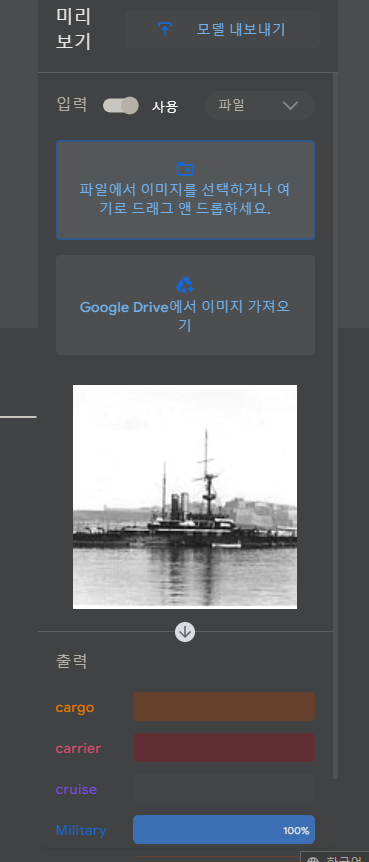 미리
보기
모델 내보내기
입력
사용
파일
파일에서 이미지를 선택하거나 여
기로 드래그 앤 드롭하세요.
Google Drive에서 이미지 가져오
기
출력
cargo
carrier
cruise
Military
100%
한국어